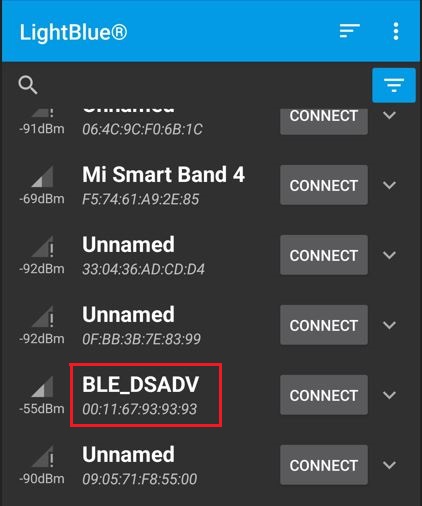 LightBlue®
Unnamed
-91dBm 06:4C:9C:F0:6B:1C CONNECT
Mi Smart Band 4
-69dBm F5:74:61:A9:2E:85 CONNECT
Unnamed
-92dBm 33:04:36:AD:CD:D4 CONNECT
Unnamed
-92dBm 0F:BB:3B:7E:83:99 CONNECT
BLE_DSADV
-55dBm 00:11:67:93:93:93 CONNECT
Unnamed
-90dBm 09:05:71:F8:55:00 CONNECT